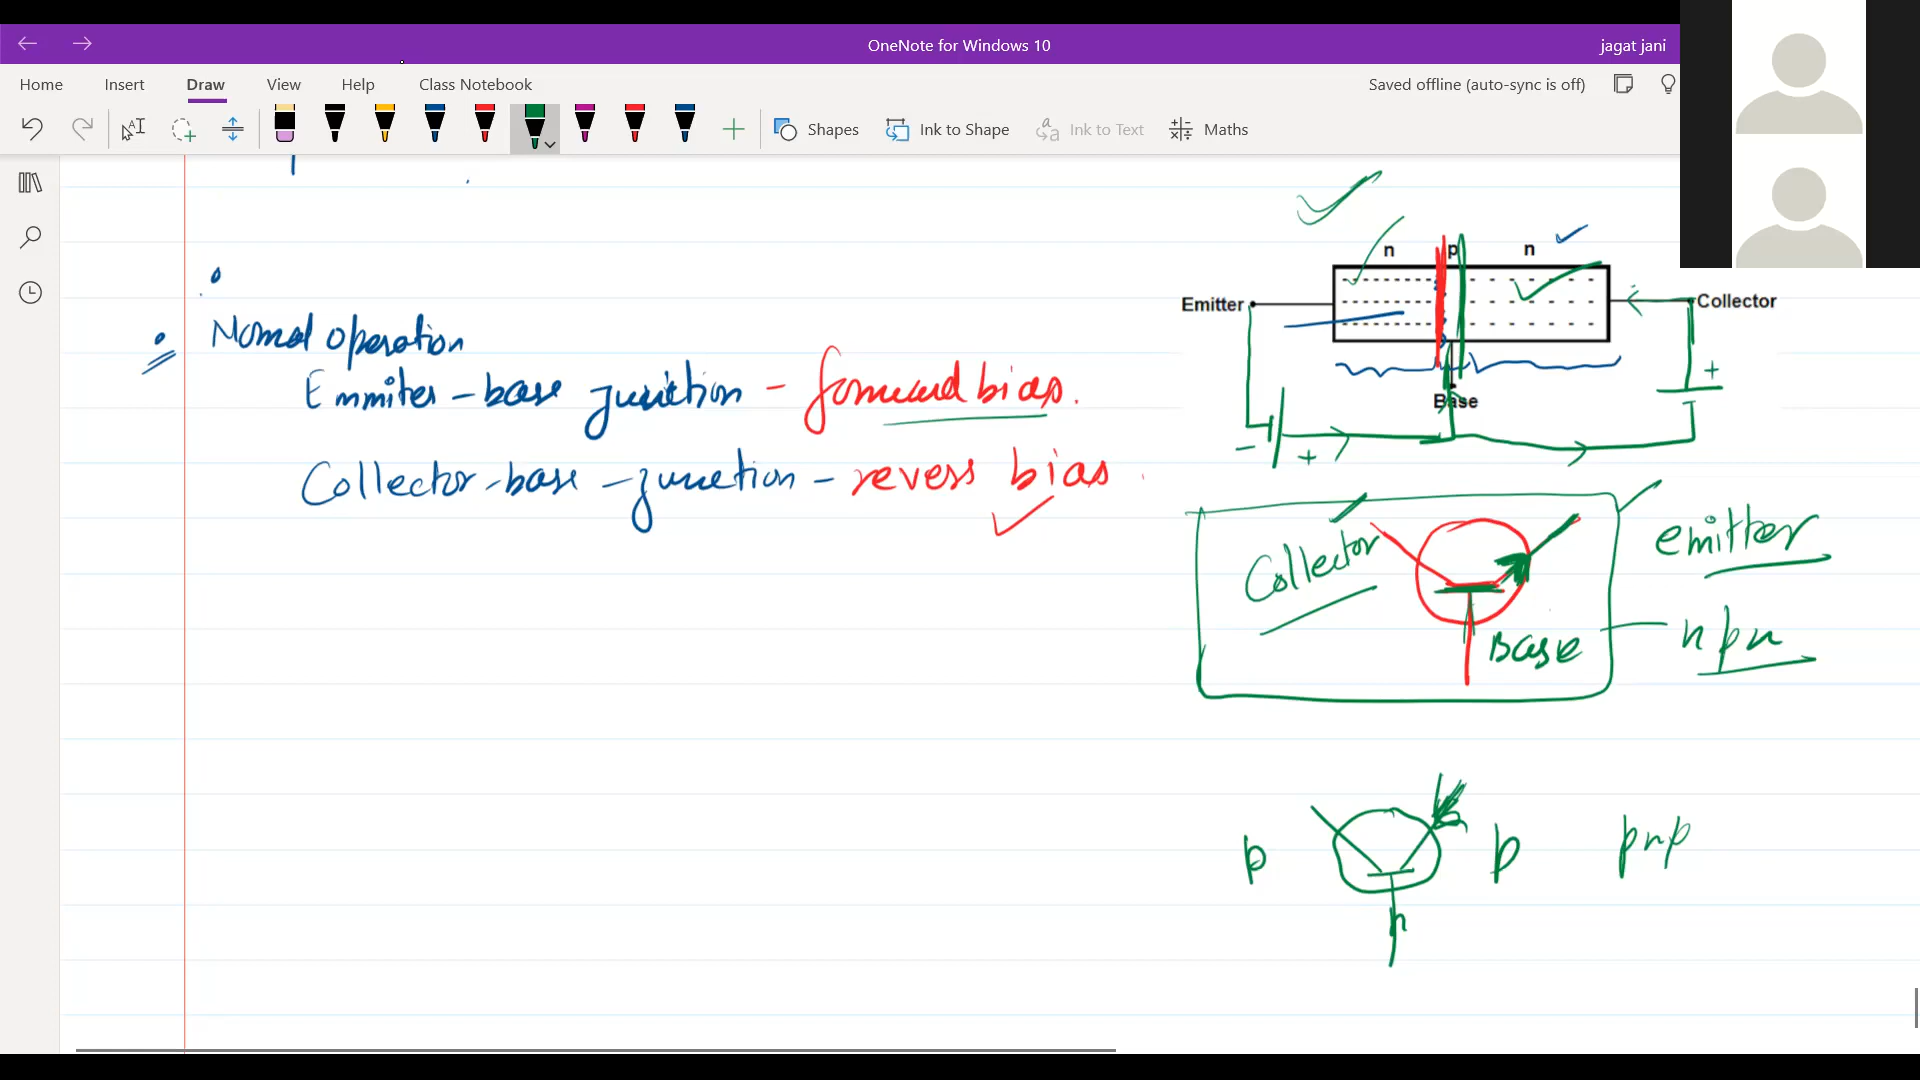 OneNote for Windows 10
jagat jani
Home Insert Draw View Help Class Notebook
Saved offline (auto-sync is off)
Shapes Ink to Shape Ink to Text Maths
n p n
Emitter
Collector
Base
- +
+
Normal operation
Emmiter - base junction - forward bias.
Collector - base - junction - revers bias
Collector
emitter
Base
npn
p
p
pnp
n